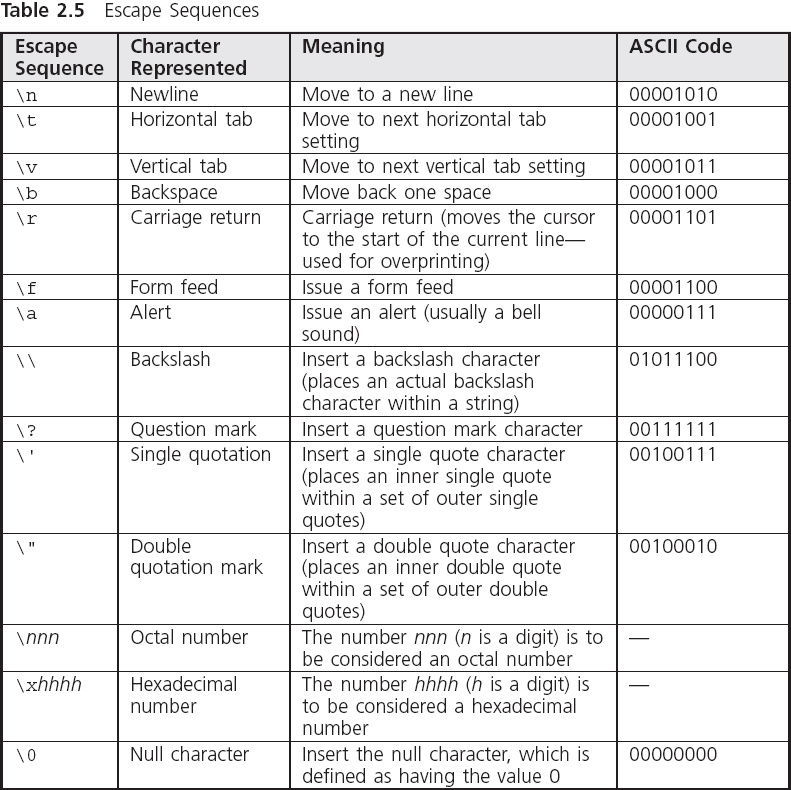 Table 2.5 Escape Sequences
Escape Sequence Character Represented Meaning ASCII Code
\n Newline Move to a new line 00001010
\t Horizontal tab Move to next horizontal tab 00001001
setting
\v Vertical tab Move to next vertical tab setting 00001011
\b Backspace Move back one space 00001000
\r Carriage return Carriage return (moves the cursor 00001101
to the start of the current line—
used for overprinting)
\f Form feed Issue a form feed 00001100
\a Alert Issue an alert (usually a bell 00000111
sound)
\\ Backslash Insert a backslash character 01011100
(places an actual backslash
character within a string)
\? Question mark Insert a question mark character 00111111
\' Single quotation Insert a single quote character 00100111
(places an inner single quote
within a set of outer single
quotes)
\" Double Insert a double quote character 00100010
quotation mark (places an inner double quote
within a set of outer double
quotes)
\nnn Octal number The number nnn (n is a digit) is to —
be considered an octal number
\xhhhh Hexadecimal The number hhhh (h is a digit) is —
number to be considered a hexadecimal
number
\0 Null character Insert the null character, which is 00000000
defined as having the value 0